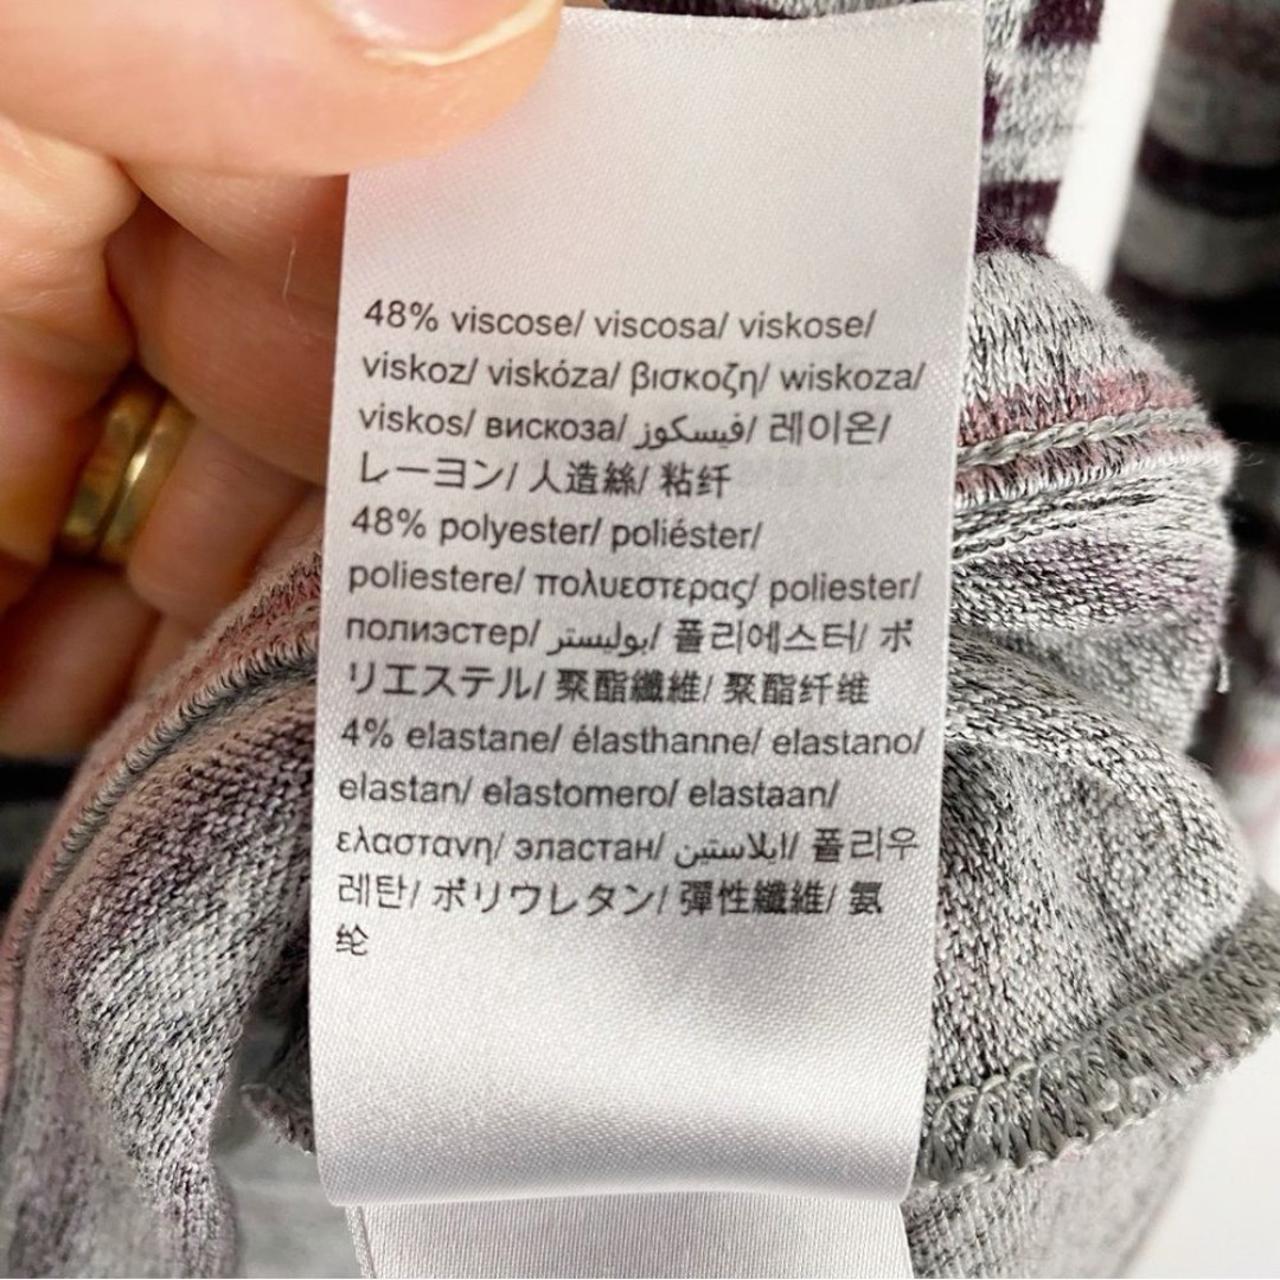 48% viscose/ viscosa/ viskose/
viskoz/ viskóza/ βισκοζη/ wiskoza/
viskos/ вискоза/ فيسكوز/ 레이온/
レーヨン/ 人造絲/ 粘纤
48% polyester/ poliéster/
poliestere/ πολυεστερας/ poliester/
полиэстер/ بوليستر/ 폴리에스터/ ポ
リエステル/ 聚酯纖維/ 聚酯纤维
4% elastane/ élasthanne/ elastano/
elastan/ elastomero/ elastaan/
ελαστανη/ эластан/ ايلاستين/ 폴리우
레탄/ ポリウレタン/ 彈性纖維/ 氨
纶